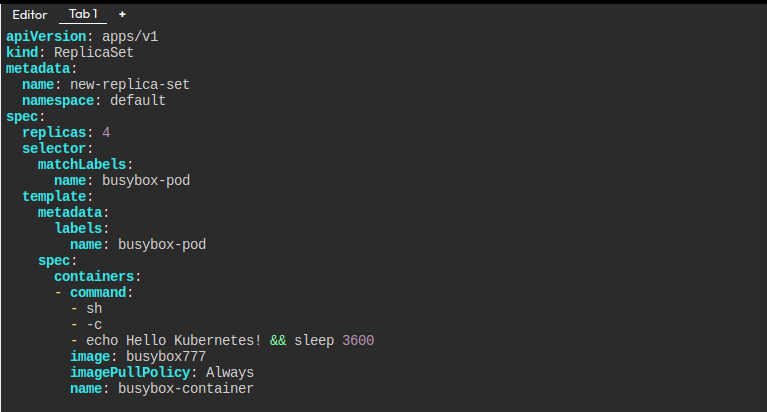 Editor Tab 1 +
apiVersion: apps/v1
kind: ReplicaSet
metadata:
  name: new-replica-set
  namespace: default
spec:
  replicas: 4
  selector:
    matchLabels:
      name: busybox-pod
  template:
    metadata:
      labels:
        name: busybox-pod
    spec:
      containers:
      - command:
        - sh
        - -c
        - echo Hello Kubernetes! && sleep 3600
        image: busybox777
        imagePullPolicy: Always
        name: busybox-container